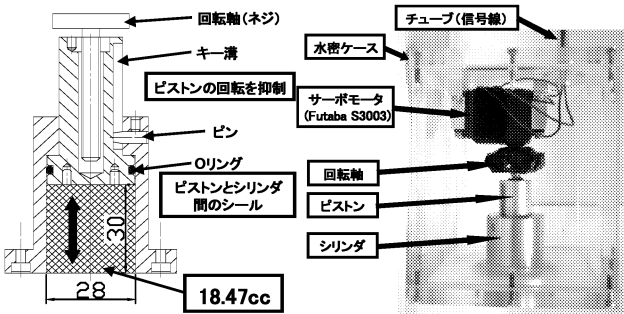 回転軸(ネジ)
キー溝
ピストンの回転を抑制
ピン
Oリング
ピストンとシリンダ
間のシール
30
28
18.47cc
チューブ(信号線)
水密ケース
サーボモータ
(Futaba S3003)
回転軸
ピストン
シリンダ